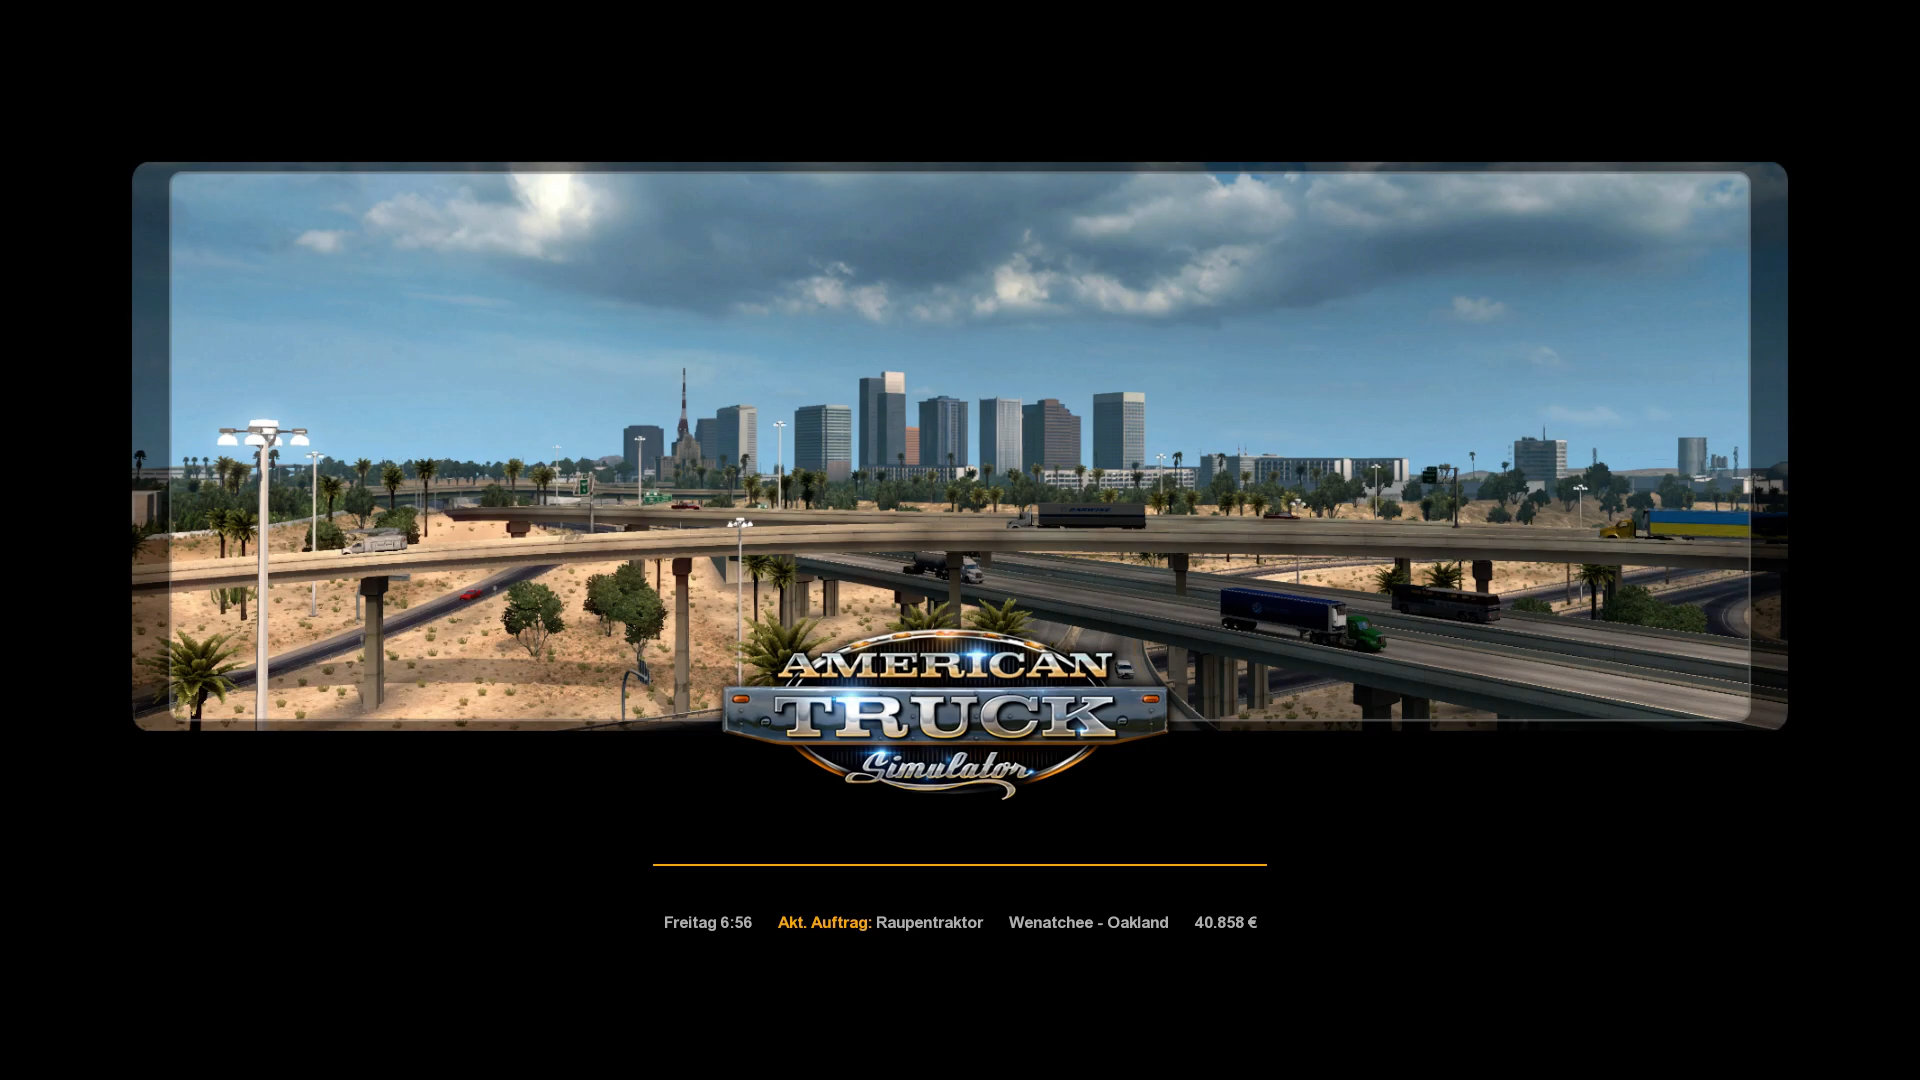 AMERICAN
TRUCK
Simulator
Freitag 6:56 Akt. Auftrag: Raupentraktor Wenatchee - Oakland 40.858 €